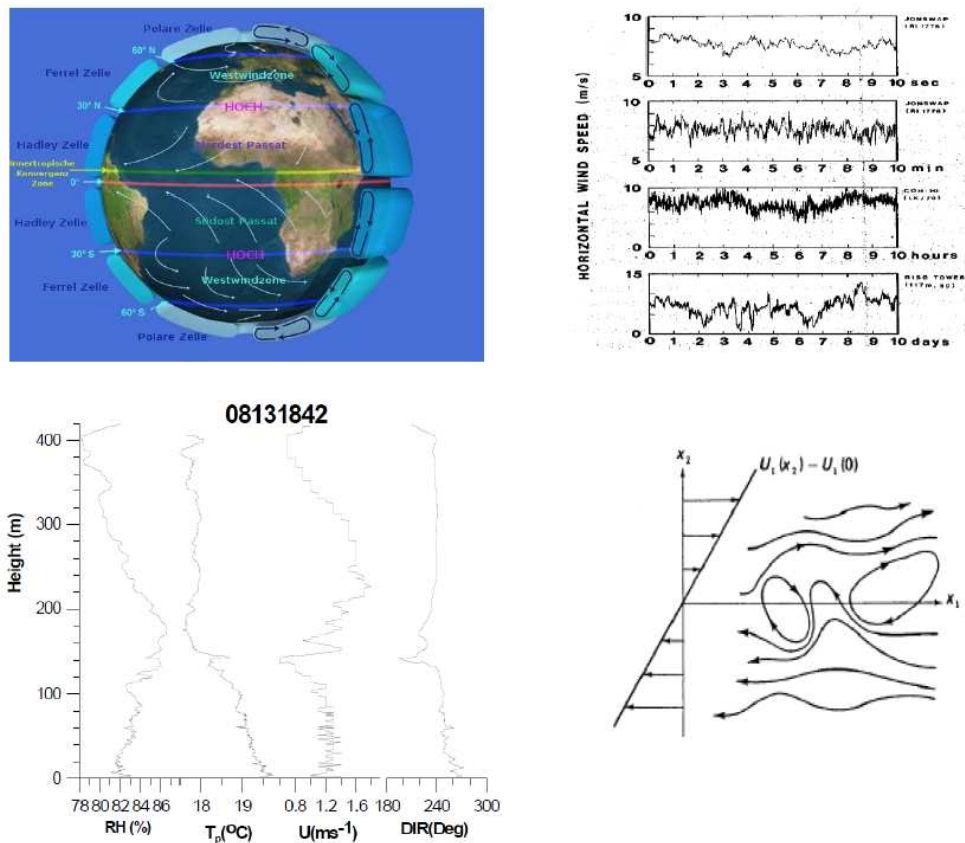 Polare Zelle
60° N
Ferrel Zelle
Westwindzone
30° N
HOCH
Hadley Zelle
Nordost Passat
Innertropische
Konvergenz
Zone
0°
Hadley Zelle
Südost Passat
30° S
HOCH
Ferrel Zelle
Westwindzone
60° S
Polare Zelle
HORIZONTAL WIND SPEED (m/s)
10
JONSWAP
5
0 1 2 3 4 5 6 7 8 9 10 sec
10
JONSWAP
5
0 1 2 3 4 5 6 7 8 9 10 min
10
0
0 1 2 3 4 5 6 7 8 9 10 hours
15
RISO TOWER
0
0 1 2 3 4 5 6 7 8 9 10 days
08131842
Height (m)
400
300
200
100
0
78 80 82 84 86 18 19 0.8 1.2 1.6 180 240 300
RH (%) Tp(°C) U(ms-1) DIR(Deg)
x2
U1(x2) – U1(0)
x1